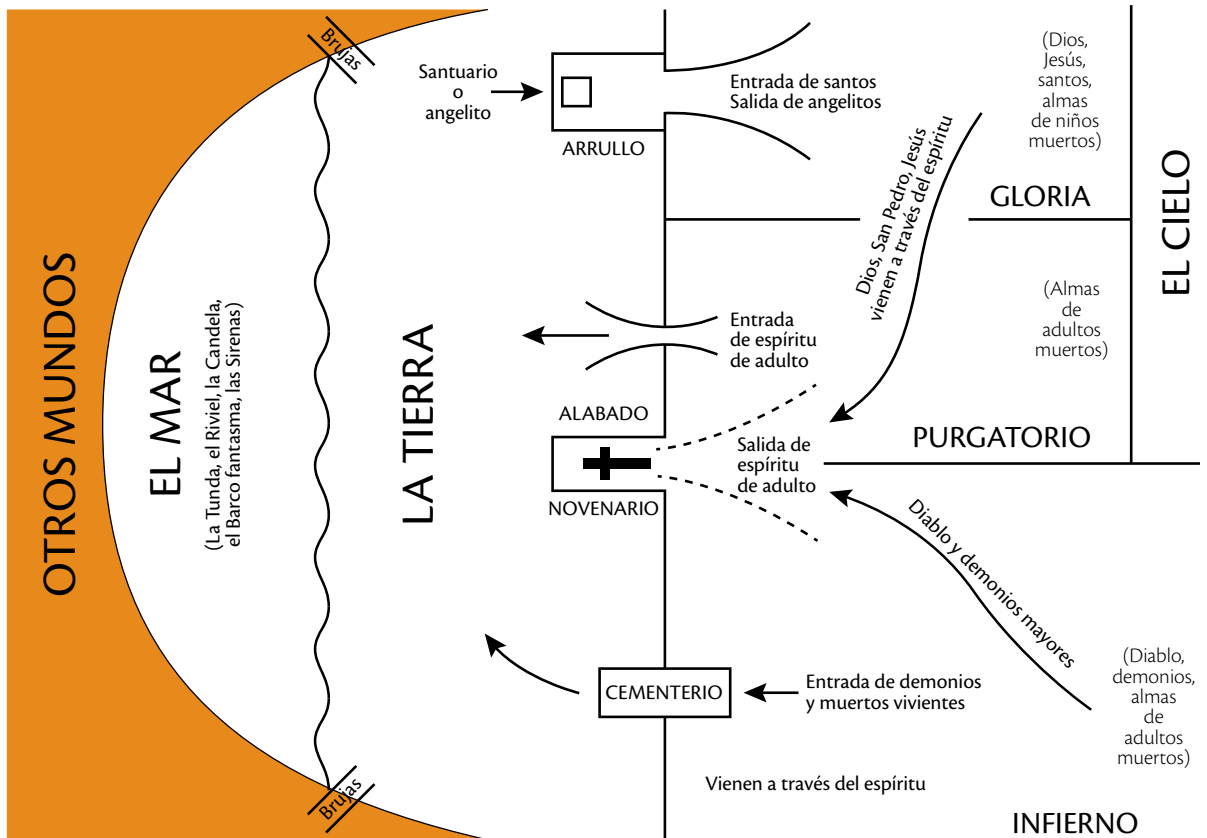 OTROS MUNDOS
Brujas
EL MAR
(La Tunda, el Riviel, la Candela,
el Barco fantasma, las Sirenas)
Brujas
LA TIERRA
Santuario
o
angelito
ARRULLO
Entrada de santos
Salida de angelitos
(Dios,
Jesús,
santos,
almas
de niños
muertos)
GLORIA
EL CIELO
Dios, San Pedro, Jesús
vienen a través del espíritu
Entrada
de espíritu
de adulto
(Almas
de
adultos
muertos)
ALABADO
NOVENARIO
Salida de
espíritu
de adulto
PURGATORIO
Diablo y demonios mayores
CEMENTERIO
Entrada de demonios
y muertos vivientes
(Diablo,
demonios,
almas
de
adultos
muertos)
Vienen a través del espíritu
INFIERNO